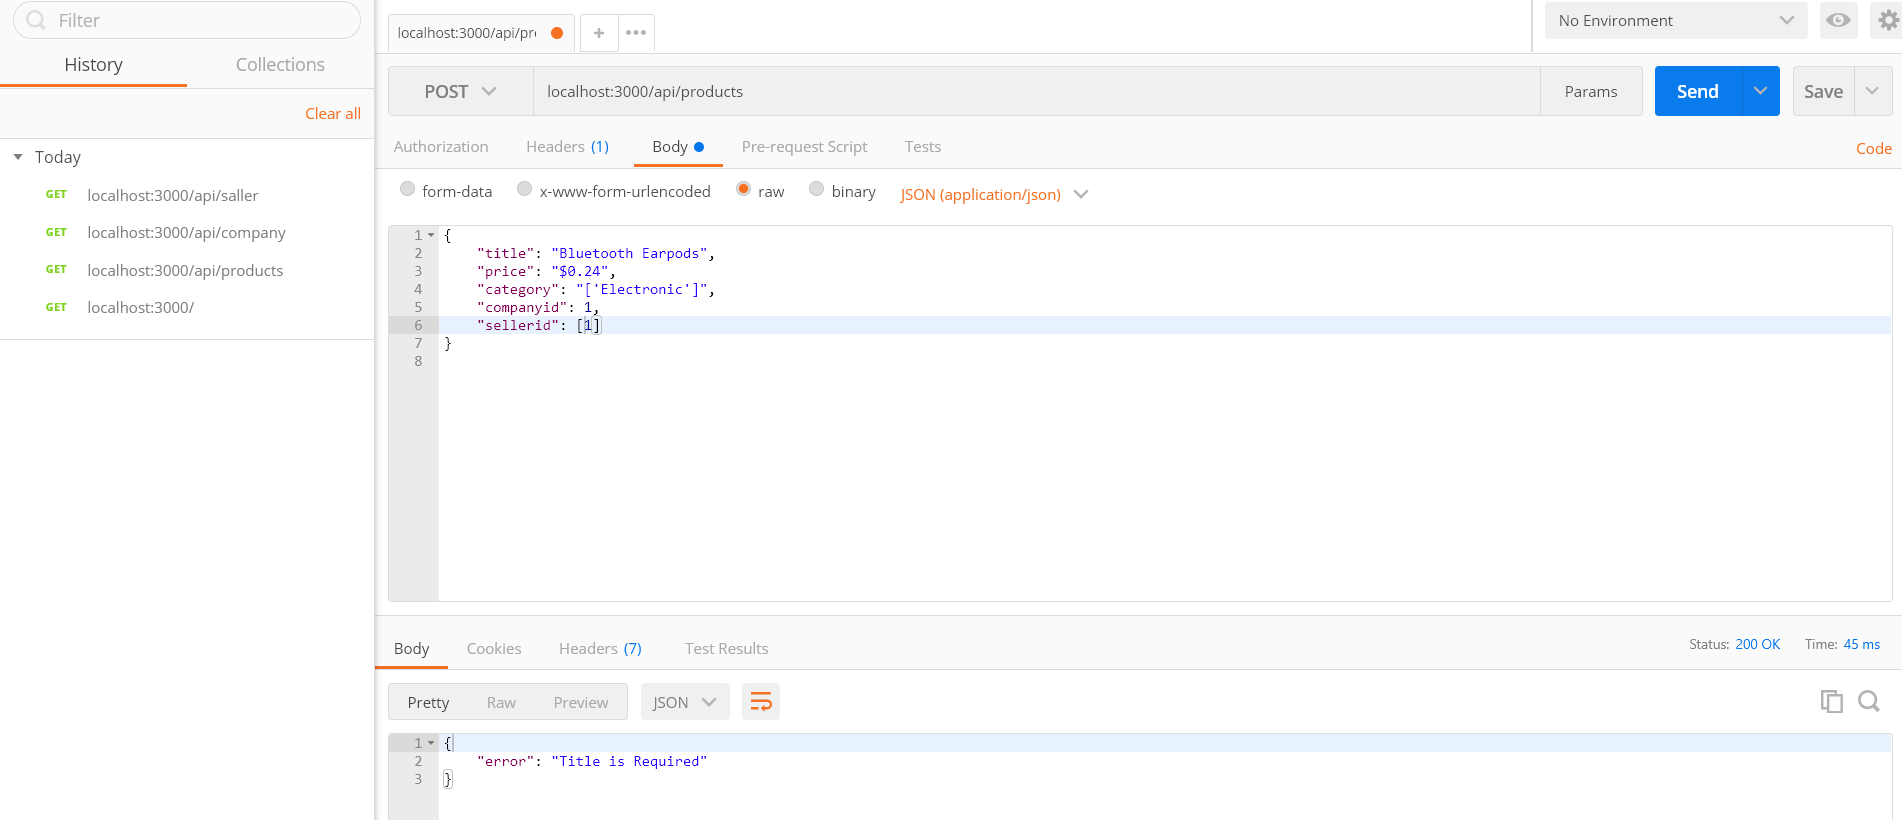 Filter
History
Collections
Clear all
Today
GET localhost:3000/api/saller
GET localhost:3000/api/company
GET localhost:3000/api/products
GET localhost:3000/
localhost:3000/api/pr
No Environment
POST
localhost:3000/api/products
Params
Send
Save
Authorization
Headers (1)
Body
Pre-request Script
Tests
Code
form-data
x-www-form-urlencoded
raw
binary
JSON (application/json)
1 {
2 "title": "Bluetooth Earpods",
3 "price": "$0.24",
4 "category": "['Electronic']",
5 "companyid": 1,
6 "sellerid": [1]
7 }
8
Body
Cookies
Headers (7)
Test Results
Status: 200 OK
Time: 45 ms
Pretty
Raw
Preview
JSON
1 {
2 "error": "Title is Required"
3 }